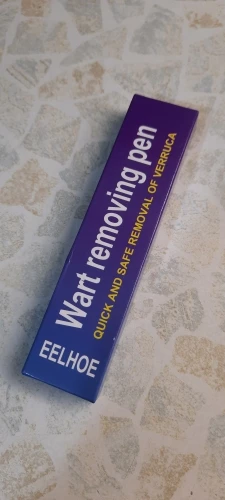 EELHOE
Wart removing pen
QUICK AND SAFE REMOVAL OF VERRUCA